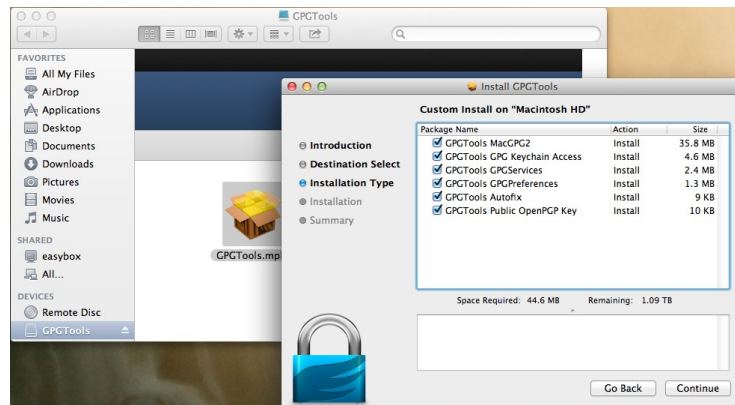 GPGTools
FAVORITES
All My Files
AirDrop
Applications
Desktop
Documents
Downloads
Pictures
Movies
Music
SHARED
easybox
All...
DEVICES
Remote Disc
GPGTools
GPGTools.mp
Install GPGTools
Custom Install on "Macintosh HD"
Introduction
Destination Select
Installation Type
Installation
Summary
Package Name Action Size
GPGTools MacGPG2 Install 35.8 MB
GPGTools GPG Keychain Access Install 4.6 MB
GPGTools GPGServices Install 2.4 MB
GPGTools GPGPreferences Install 1.3 MB
GPGTools Autofix Install 9 KB
GPGTools Public OpenPGP Key Install 10 KB
Space Required: 44.6 MB Remaining: 1.09 TB
Go Back Continue